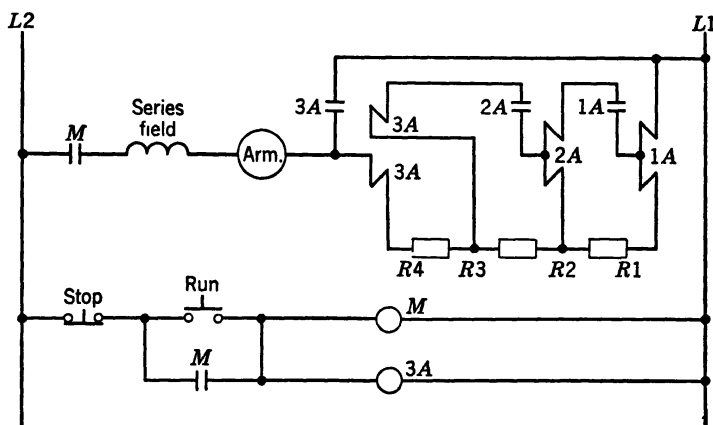 L2
L1
Series
field
M
Arm.
3A
3A
3A
2A
2A
1A
1A
R4
R3
R2
R1
Stop
Run
M
M
3A